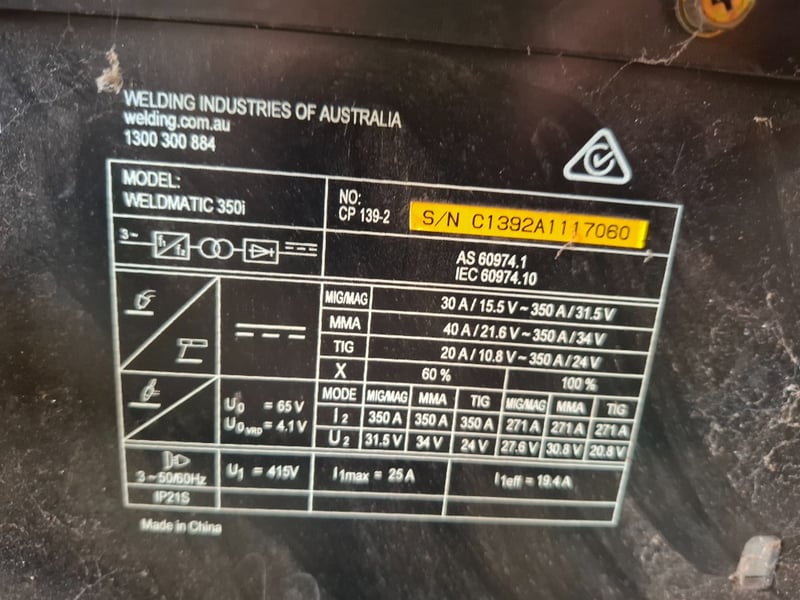 WELDING INDUSTRIES OF AUSTRALIA
welding.com.au
1300 300 884
MODEL:
WELDMATIC 350i
NO:
CP 139-2
S/N C1392A1117060
3~
f1
f2
AS 60974.1
IEC 60974.10
MIG/MAG 30 A / 15.5 V ~ 350 A / 31.5 V
MMA 40 A / 21.6 V ~ 350 A / 34 V
TIG 20 A / 10.8 V ~ 350 A / 24 V
X 60 % 100 %
MODE MIG/MAG MMA TIG MIG/MAG MMA TIG
I2 350 A 350 A 350 A 271 A 271 A 271 A
U2 31.5 V 34 V 24 V 27.6 V 30.8 V 20.8 V
U0 = 65 V
U0 VRD = 4.1V
3~50/60Hz
U1 = 415V
I1max = 25 A
I1eff = 19.4 A
IP21S
Made in China